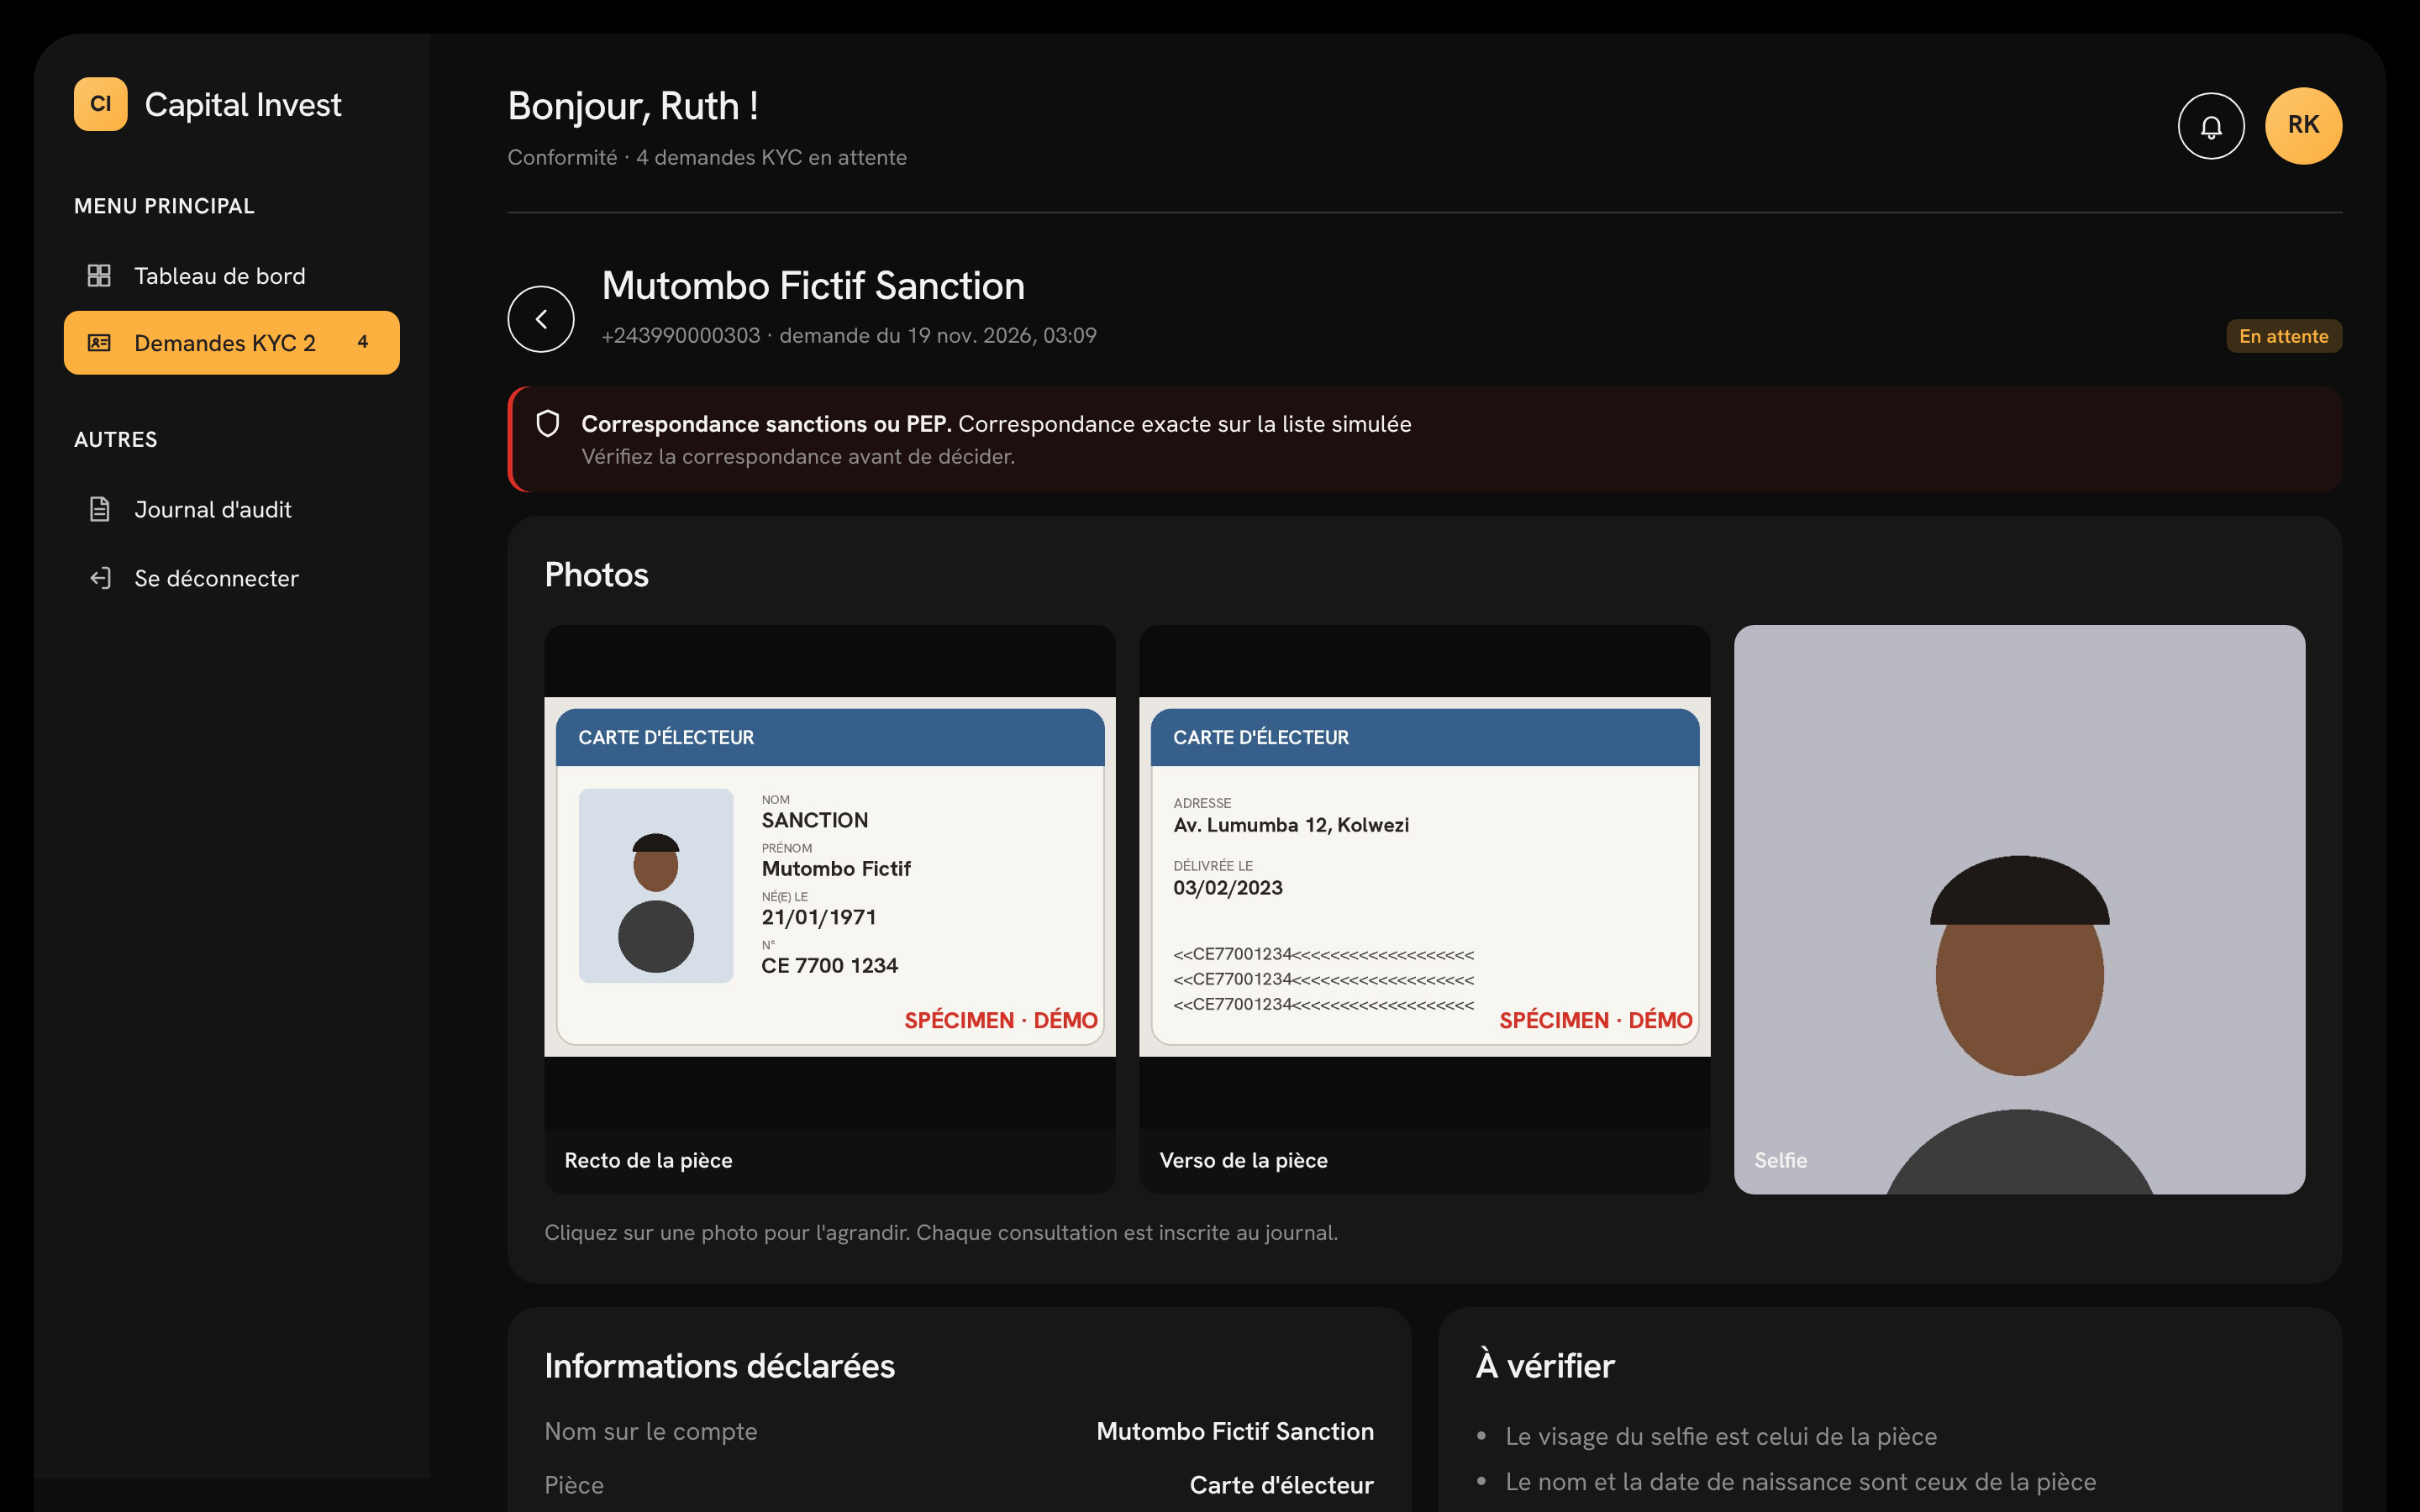 CI Capital Invest
MENU PRINCIPAL
Tableau de bord
Demandes KYC 2 4
AUTRES
Journal d'audit
Se déconnecter
Bonjour, Ruth !
Conformité · 4 demandes KYC en attente
RK
Mutombo Fictif Sanction
+243990000303 · demande du 19 nov. 2026, 03:09
En attente
Correspondance sanctions ou PEP. Correspondance exacte sur la liste simulée
Vérifiez la correspondance avant de décider.
Photos
CARTE D'ÉLECTEUR
NOM
SANCTION
PRÉNOM
Mutombo Fictif
NÉ(E) LE
21/01/1971
N°
CE 7700 1234
SPÉCIMEN · DÉMO
Recto de la pièce
CARTE D'ÉLECTEUR
ADRESSE
Av. Lumumba 12, Kolwezi
DÉLIVRÉE LE
03/02/2023
<<CE77001234<<<<<<<<<<<<<<<<<<<
<<CE77001234<<<<<<<<<<<<<<<<<<<
<<CE77001234<<<<<<<<<<<<<<<<<<<
SPÉCIMEN · DÉMO
Verso de la pièce
Selfie
Cliquez sur une photo pour l'agrandir. Chaque consultation est inscrite au journal.
Informations déclarées
Nom sur le compte Mutombo Fictif Sanction
Pièce Carte d'électeur
À vérifier
• Le visage du selfie est celui de la pièce
• Le nom et la date de naissance sont ceux de la pièce